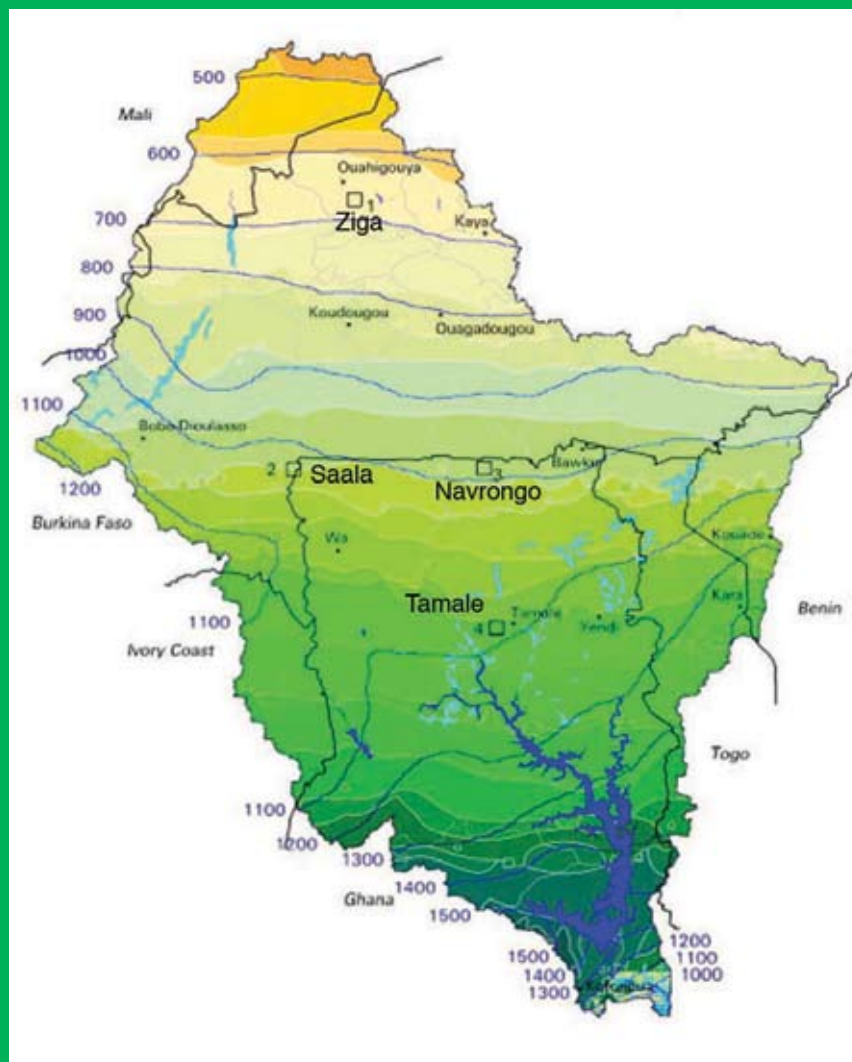 500
Mali
600
Ouahigouya
1
Ziga
Kaya
700
800
900
Koudougou
Ouagadougou
1000
1100
Bobo-Dioulasso
Bawku
2
Saala
3
Navrongo
1200
Burkina Faso
Wa
Kouade
Tamale
Kara
Benin
1100
4
Tamale
Yendi
Ivory Coast
Togo
1100
1200
1300
Ghana
1400
1500
1200
1500
1100
1400
1000
1300